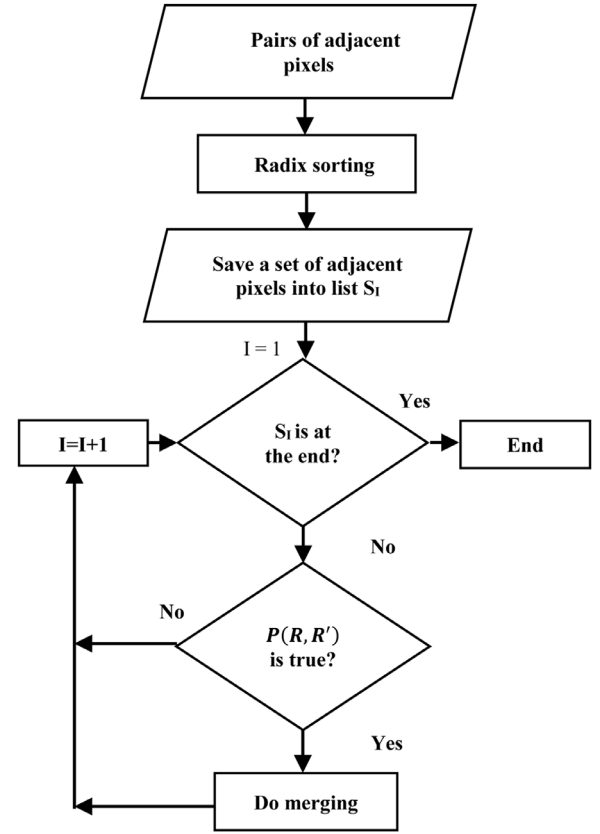 Pairs of adjacent
pixels
Radix sorting
Save a set of adjacent
pixels into list S_I
I = 1
Yes
I=I+1
S_I is at
the end?
End
No
No
P(R, R′)
is true?
Yes
Do merging